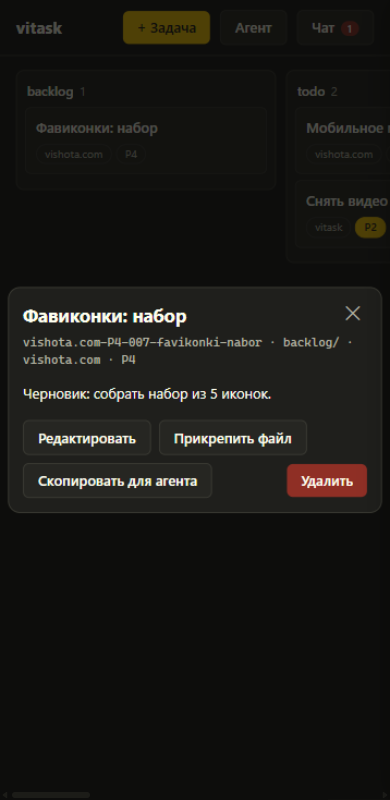 vitask
+ Задача
Агент
Чат 1
backlog 1
todo 2
Фавиконки: набор
vishota.com P4
Мобильное
vishota.com
Снять видео
vitask P2
Фавиконки: набор
vishota.com-P4-007-favikonki-nabor · backlog/ ·
vishota.com · P4
Черновик: собрать набор из 5 иконок.
Редактировать
Прикрепить файл
Скопировать для агента
Удалить